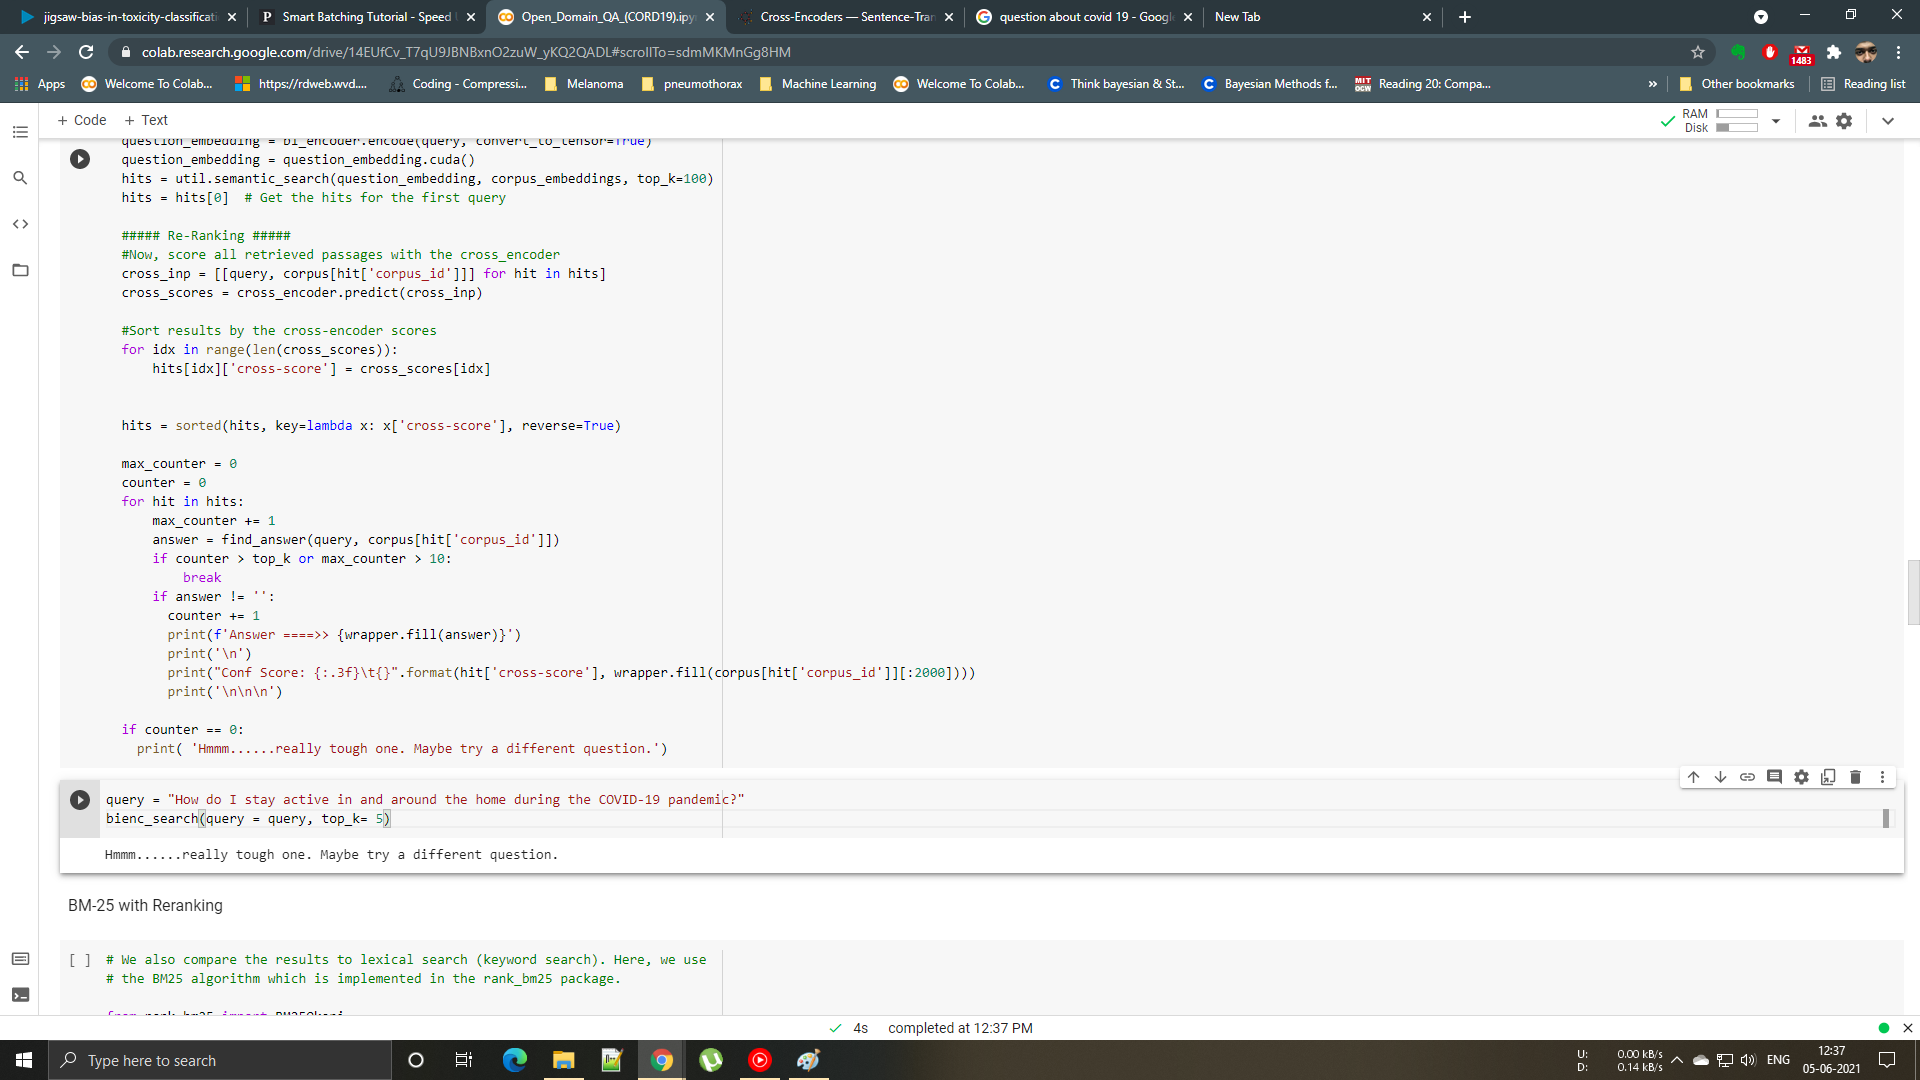 jigsaw-bias-in-toxicity-classificati
Smart Batching Tutorial - Speed
Open_Domain_QA_(CORD19).ipy
Cross-Encoders — Sentence-Tran
question about covid 19 - Googl
New Tab
colab.research.google.com/drive/14EUfCv_T7qU9JBNBxnO2zuW_yKQ2QADL#scrollTo=sdmMKMnGg8HM
1483
Apps
Welcome To Colab...
https://rdweb.wvd....
Coding - Compressi...
Melanoma
pneumothorax
Machine Learning
Welcome To Colab...
Think bayesian & St...
Bayesian Methods f...
Reading 20: Compa...
»
Other bookmarks
Reading list
+ Code + Text
RAM
Disk
question_embedding = bi_encoder.encode(query, convert_to_tensor=True)
question_embedding = question_embedding.cuda()
hits = util.semantic_search(question_embedding, corpus_embeddings, top_k=100)
hits = hits[0]  # Get the hits for the first query
##### Re-Ranking #####
#Now, score all retrieved passages with the cross_encoder
cross_inp = [[query, corpus[hit['corpus_id']]] for hit in hits]
cross_scores = cross_encoder.predict(cross_inp)
#Sort results by the cross-encoder scores
for idx in range(len(cross_scores)):
hits[idx]['cross-score'] = cross_scores[idx]
hits = sorted(hits, key=lambda x: x['cross-score'], reverse=True)
max_counter = 0
counter = 0
for hit in hits:
max_counter += 1
answer = find_answer(query, corpus[hit['corpus_id']])
if counter > top_k or max_counter > 10:
break
if answer != '':
counter += 1
print(f'Answer ====>> {wrapper.fill(answer)}')
print('\n')
print("Conf Score: {:.3f}\t{}".format(hit['cross-score'], wrapper.fill(corpus[hit['corpus_id']][:2000])))
print('\n\n\n')
if counter == 0:
print( 'Hmmm......really tough one. Maybe try a different question.')
query = "How do I stay active in and around the home during the COVID-19 pandemic?"
bienc_search(query = query, top_k= 5)
Hmmm......really tough one. Maybe try a different question.
BM-25 with Reranking
[ ] # We also compare the results to lexical search (keyword search). Here, we use
# the BM25 algorithm which is implemented in the rank_bm25 package.
from rank_bm25 import BM25Okapi
4s completed at 12:37 PM
Type here to search
U: 0.00 kB/s
D: 0.14 kB/s
ENG
12:37
05-06-2021